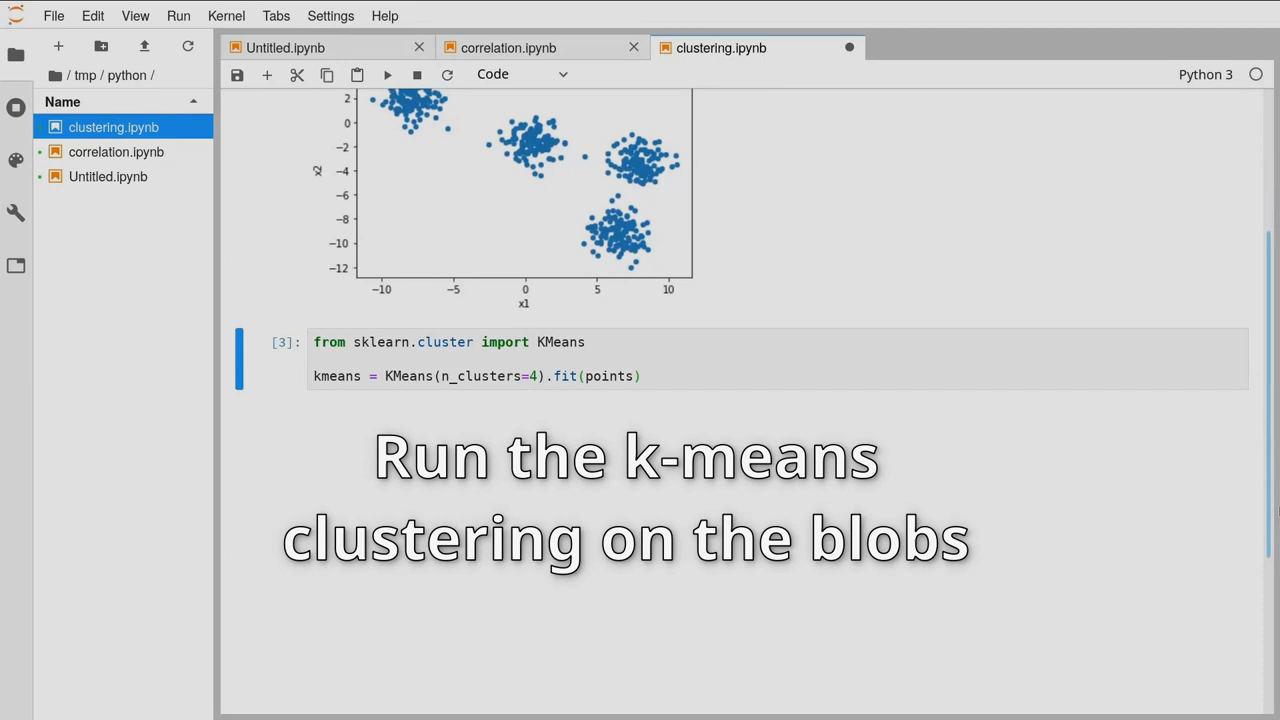 File Edit View Run Kernel Tabs Settings Help
/ tmp / python /
Name
clustering.ipynb
correlation.ipynb
Untitled.ipynb
Untitled.ipynb
correlation.ipynb
clustering.ipynb
Code
Python 3
2
0
−2
−4
−6
−8
−10
−12
x2
−10 −5 0 5 10
x1
[3]: from sklearn.cluster import KMeans
kmeans = KMeans(n_clusters=4).fit(points)
Run the k-means
clustering on the blobs